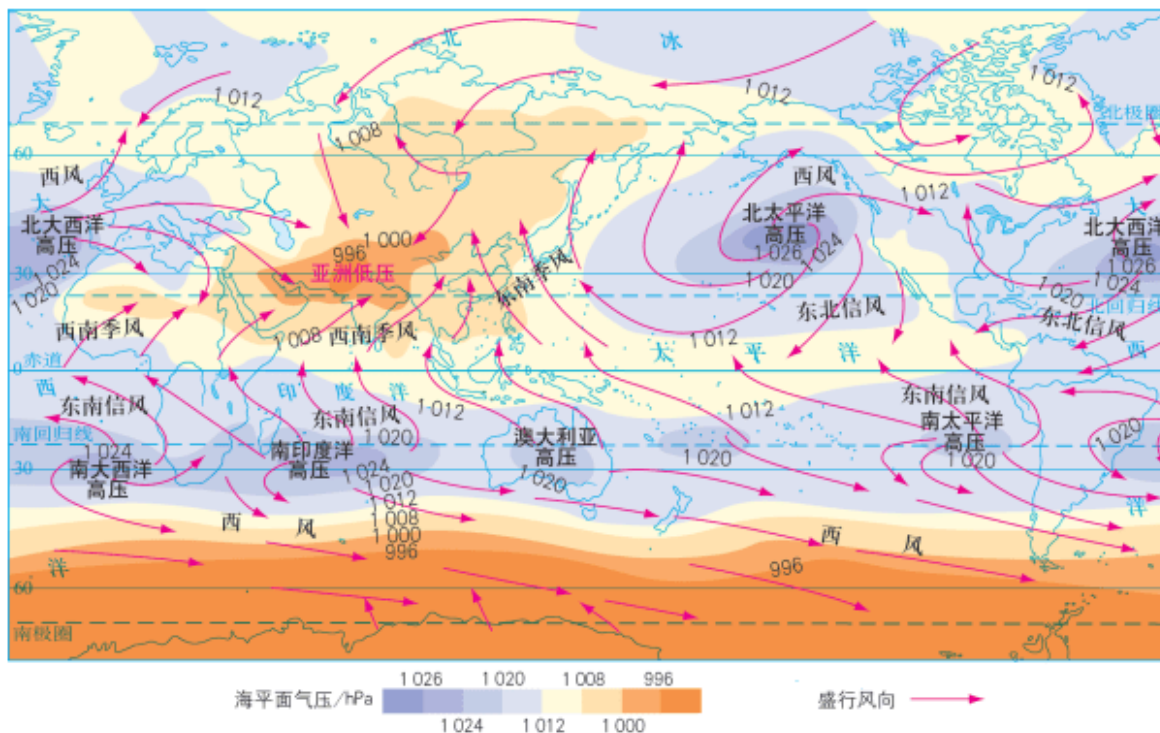 北 冰 洋
1 012
1 012
1 008
北极圈
60
西风
西风
1 012
大
大
北大西洋
高压
1 000
北太平洋
高压
北大西洋
高压
996
1 024
1 026
1 026
30
亚洲低压
1 024
1 020
东南季风
1 020
1 024
1 020
北回归线
西南季风
1 008
西南季风
东北信风
东北信风
1 012
赤道
太 平 洋
西
0
西
印 度 洋
东南信风
东南信风
1 012
1 012
东南信风
南回归线
1 020
澳大利亚
高压
南太平洋
高压
1 020
1 024
南印度洋
高压
1 020
1 020
南大西洋
高压
30
1 024
1 020
1 020
1 012
1 008
1 000
996
西 风
西 风
洋
洋
996
60
南极圈
海平面气压/hPa
1 026
1 020
1 008
996
1 024
1 012
1 000
盛行风向